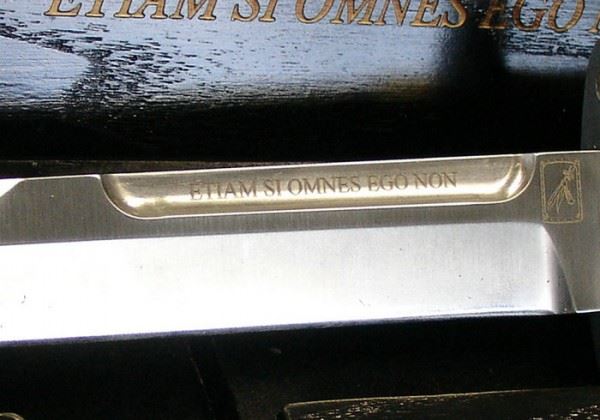 ETIAM SI OMNES EGO N
ETIAM SI OMNES EGO NON